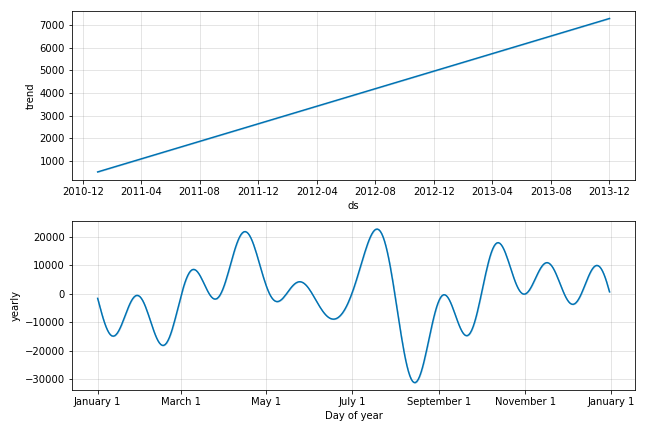 7000
6000
5000
4000
3000
2000
1000
trend
2010-12 2011-04 2011-08 2011-12 2012-04 2012-08 2012-12 2013-04 2013-08 2013-12
ds
20000
10000
0
−10000
−20000
−30000
yearly
January 1 March 1 May 1 July 1 September 1 November 1 January 1
Day of year